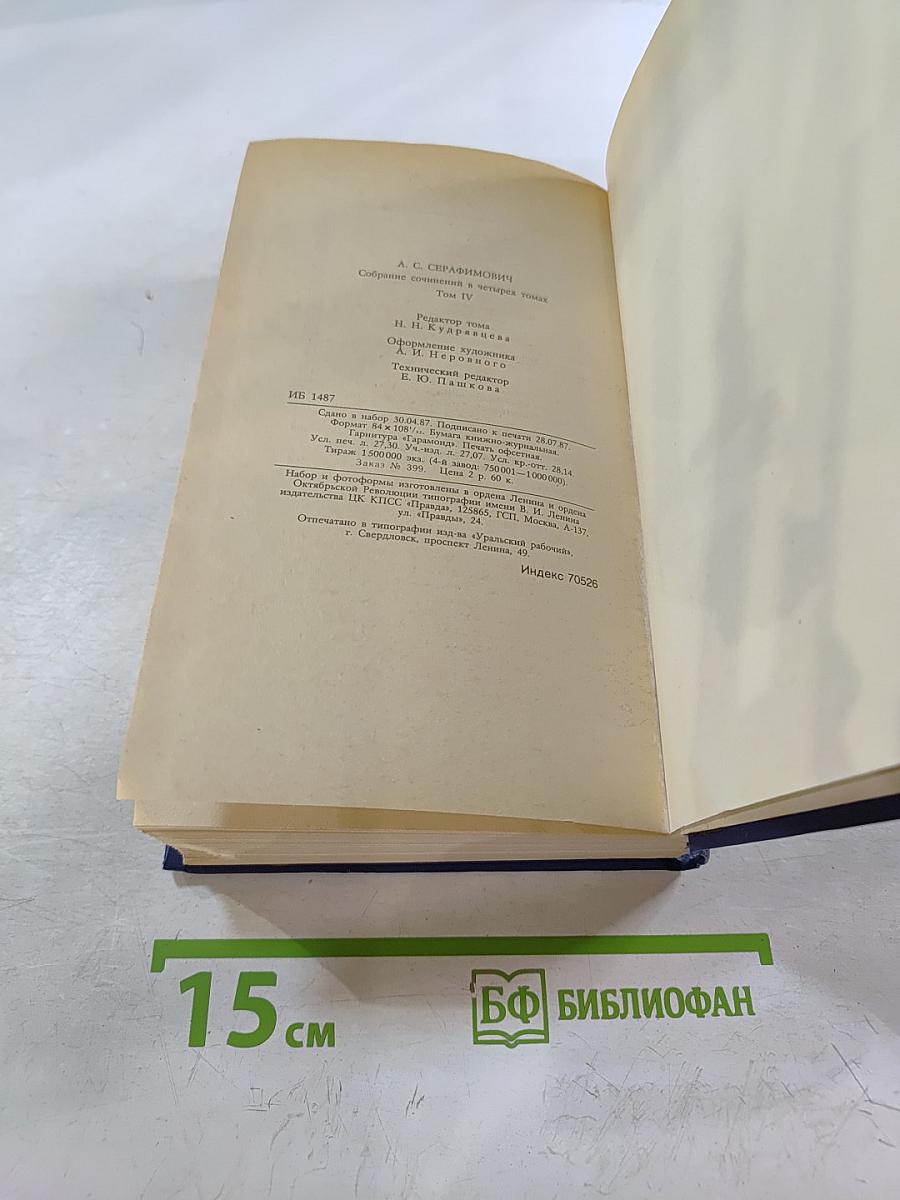 А. С. СЕРАФИМОВИЧ
Собрание сочинений в четырех томах
Том IV
Редактор тома
Н. Н. Кудрявцева
Оформление художника
А. И. Неровного
Технический редактор
Е. Ю. Пашкова
ИБ 1487
Сдано в набор 30.04.87. Подписано к печати 28.07.87.
Формат 84 × 108¹/₃₂. Бумага книжно-журнальная.
Гарнитура «Гарамонд». Печать офсетная.
Усл. печ. л. 27,30. Уч.-изд. л. 27,07. Усл. кр.-отт. 28,14.
Тираж 1 500 000 экз. (4-й завод: 750 001—1 000 000).
Заказ № 399. Цена 2 р. 60 к.
Набор и фотоформы изготовлены в ордена Ленина и ордена
Октябрьской Революции типографии имени В. И. Ленина
издательства ЦК КПСС «Правда», 125865, ГСП, Москва, А-137,
ул. «Правды», 24.
Отпечатано в типографии изд-ва «Уральский рабочий»,
г. Свердловск, проспект Ленина, 49.
Индекс 70526
15 см
БФ БИБЛИОФАН